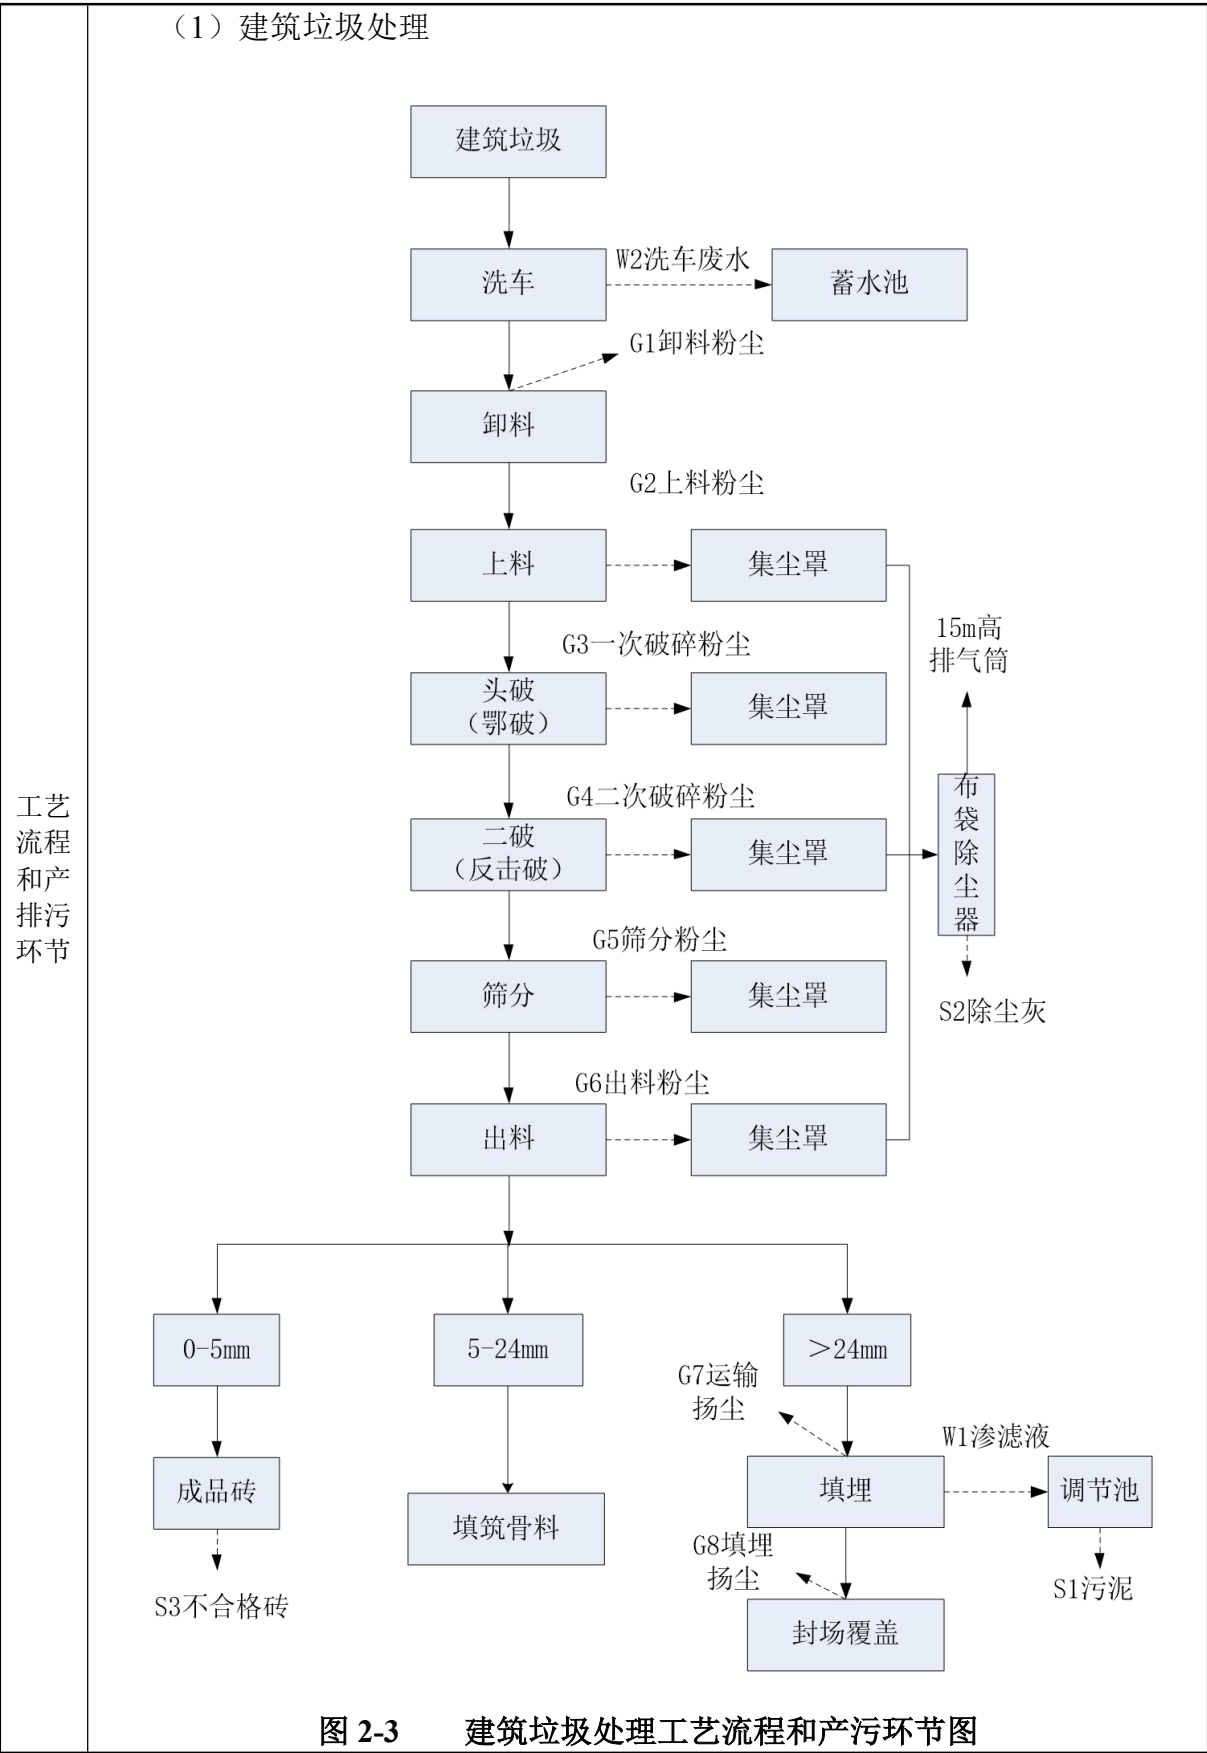 （1）建筑垃圾处理
建筑垃圾
洗车
W2洗车废水
蓄水池
G1卸料粉尘
卸料
G2上料粉尘
上料
集尘罩
G3一次破碎粉尘
头破
（鄂破）
集尘罩
15m高
排气筒
G4二次破碎粉尘
二破
（反击破）
集尘罩
布
袋
除
尘
器
工艺
流程
和产
排污
环节
G5筛分粉尘
筛分
集尘罩
S2除尘灰
G6出料粉尘
出料
集尘罩
0-5mm
5-24mm
＞24mm
G7运输
扬尘
W1渗滤液
成品砖
填筑骨料
填埋
调节池
G8填埋
扬尘
S3不合格砖
S1污泥
封场覆盖
图 2-3 建筑垃圾处理工艺流程和产污环节图